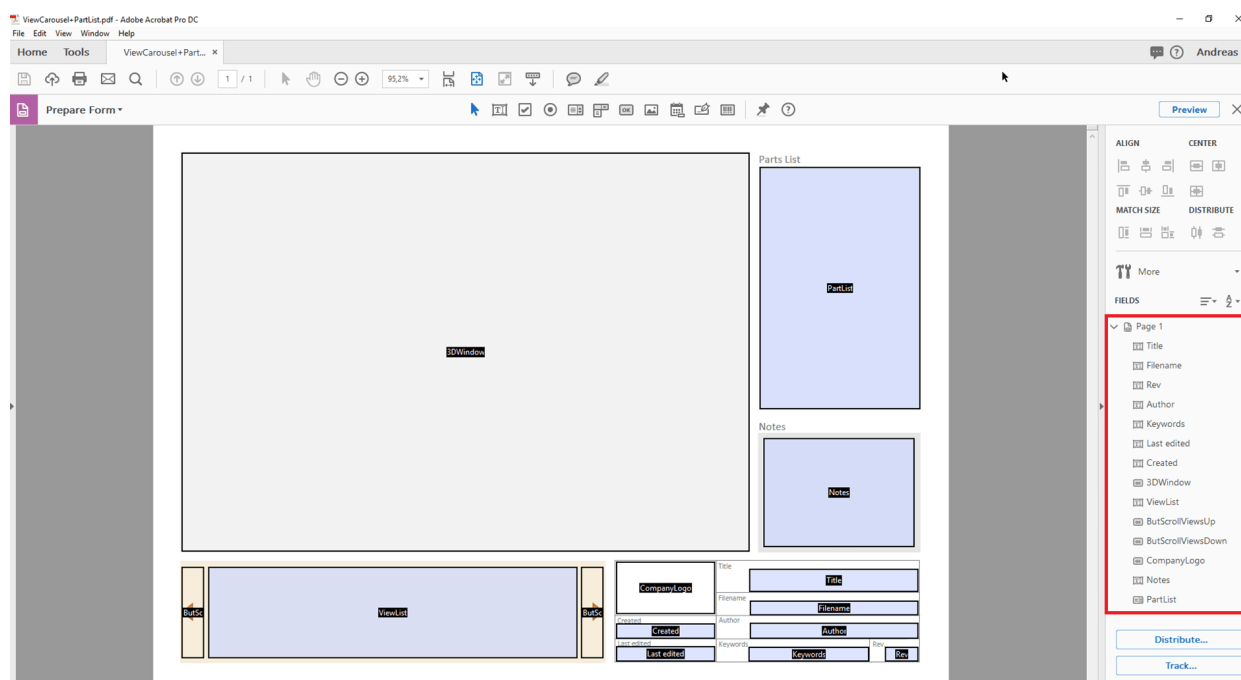 ViewCarousel+PartList.pdf - Adobe Acrobat Pro DC
File Edit View Window Help
Home Tools ViewCarousel+Part... ×
Andreas
1 / 1 95,2%
Prepare Form
OK
Preview
ALIGN CENTER
MATCH SIZE DISTRIBUTE
More
FIELDS
Page 1
Title
Filename
Rev
Author
Keywords
Last edited
Created
3DWindow
ViewList
ButScrollViewsUp
ButScrollViewsDown
CompanyLogo
Notes
PartList
Distribute...
Track...
Parts List
PartList
3DWindow
Notes
Notes
ButSc
ViewList
ButSc
CompanyLogo
Title
Title
Filename
Filename
Created
Created
Author
Author
Last edited
Last edited
Keywords
Keywords
Rev
Rev